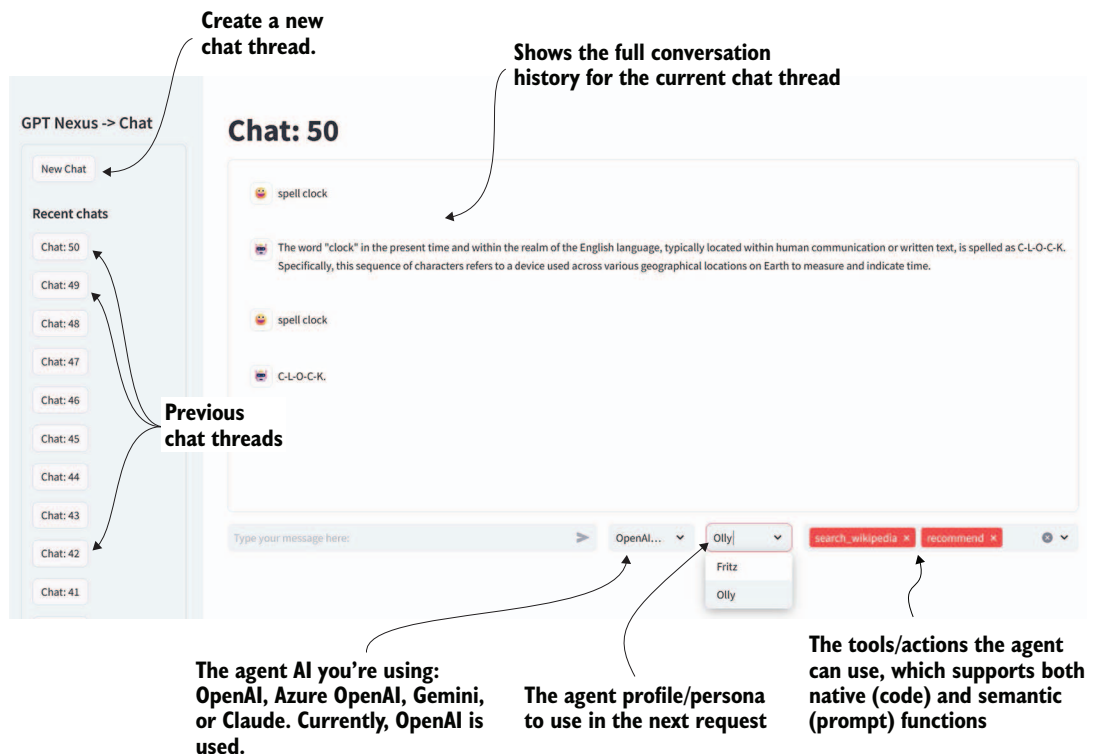 Create a new
chat thread.
Shows the full conversation
history for the current chat thread
GPT Nexus -> Chat
New Chat
Recent chats
Chat: 50
Chat: 49
Chat: 48
Chat: 47
Chat: 46
Chat: 45
Chat: 44
Chat: 43
Chat: 42
Chat: 41
Previous
chat threads
Chat: 50
spell clock
The word "clock" in the present time and within the realm of the English language, typically located within human communication or written text, is spelled as C-L-O-C-K.
Specifically, this sequence of characters refers to a device used across various geographical locations on Earth to measure and indicate time.
spell clock
C-L-O-C-K.
Type your message here:
OpenAI...
Olly
search_wikipedia ×
recommend ×
Fritz
Olly
The agent AI you're using:
OpenAI, Azure OpenAI, Gemini,
or Claude. Currently, OpenAI is
used.
The agent profile/persona
to use in the next request
The tools/actions the agent
can use, which supports both
native (code) and semantic
(prompt) functions